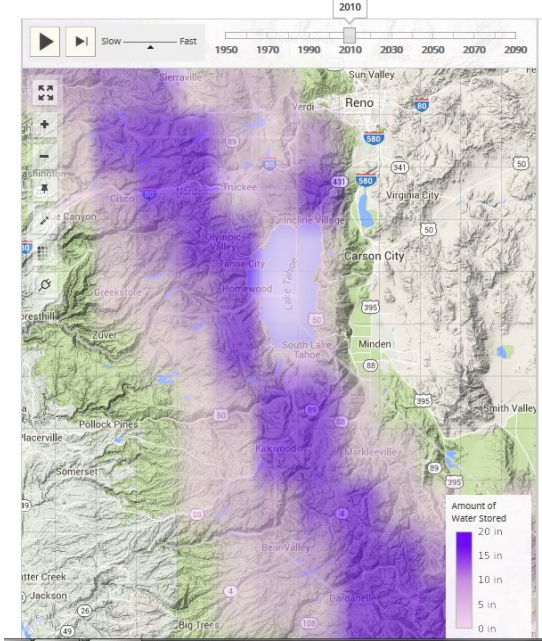 2010
Slow
Fast
1950 1970 1990 2010 2030 2050 2070 2090
Sierraville
Sun Valley
Verdi
Reno
80
89
580
80
341
50
Truckee
431
580
Norden
Cisco
80
Virginia City
Incline Village
50
Olympic
Valley
Carson City
Tahoe City
Homewood
Lake Tahoe
Greekstore
395
50
Zuver
South Lake
Tahoe
Minden
88
395
Smith Valley
50
89
88
Pollock Pines
Placerville
Kirkwood
Markleeville
Somerset
89
395
88
4
Amount of
Water Stored
20 in
15 in
10 in
5 in
0 in
Bear Valley
Jackson
4
Dardanelle
26
49
Big Trees
108